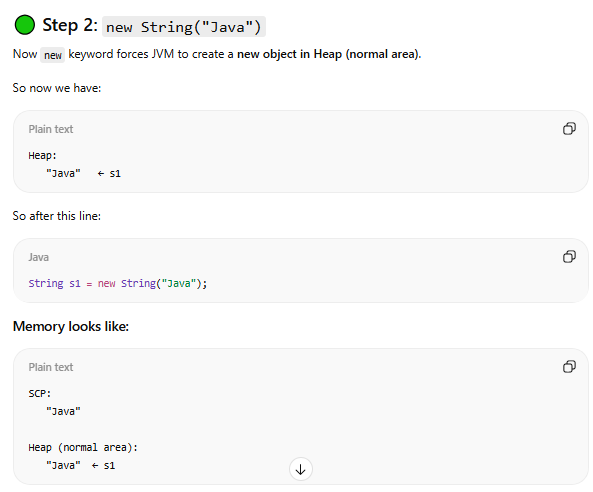 Step 2: new String("Java")
Now new keyword forces JVM to create a new object in Heap (normal area).
So now we have:
Plain text
Heap:
"Java" ← s1
So after this line:
Java
String s1 = new String("Java");
Memory looks like:
Plain text
SCP:
"Java"
Heap (normal area):
"Java" ← s1